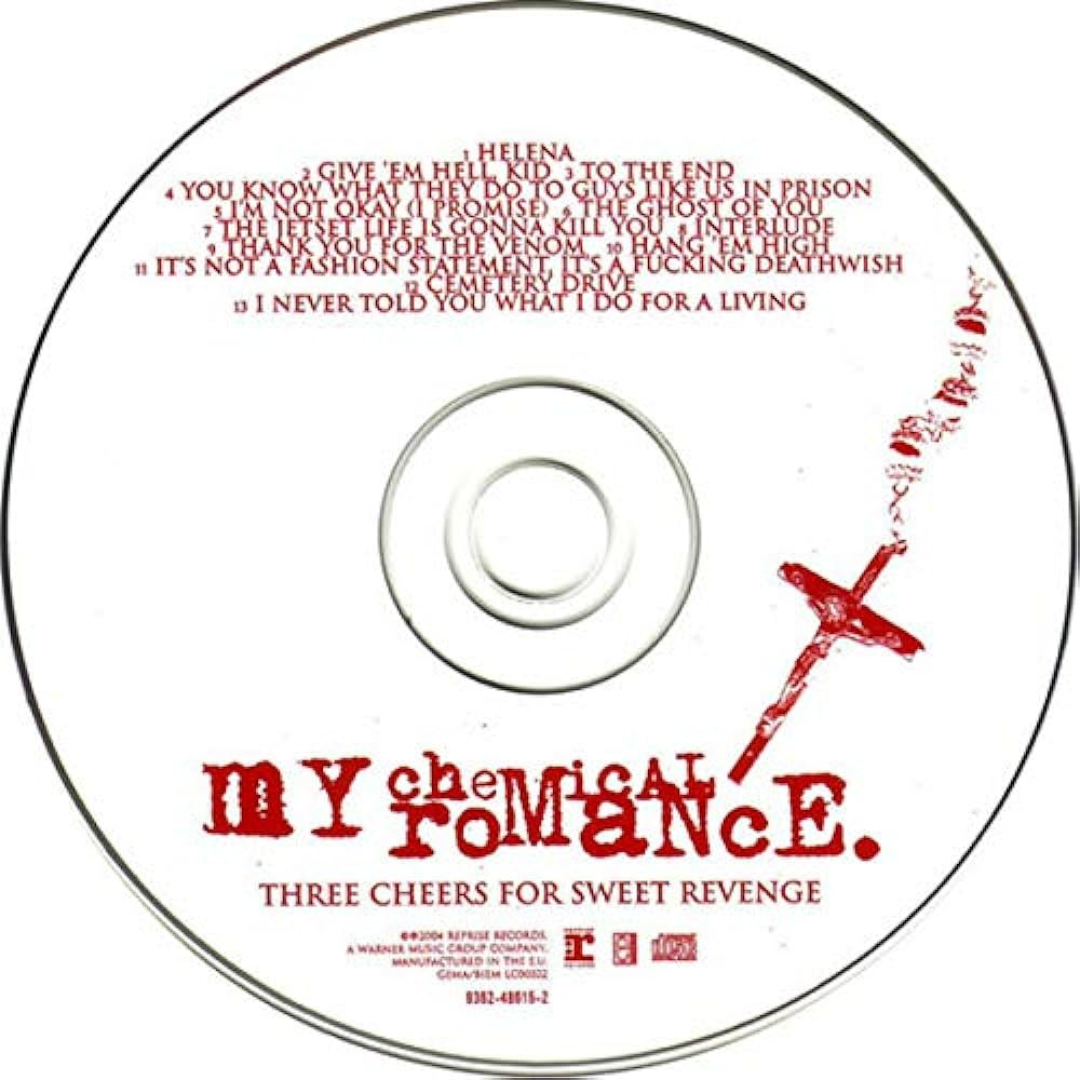 1 HELENA
2 GIVE 'EM HELL, KID 3 TO THE END
4 YOU KNOW WHAT THEY DO TO GUYS LIKE US IN PRISON
5 I'M NOT OKAY (I PROMISE) 6 THE GHOST OF YOU
7 THE JETSET LIFE IS GONNA KILL YOU 8 INTERLUDE
9 THANK YOU FOR THE VENOM 10 HANG 'EM HIGH
11 IT'S NOT A FASHION STATEMENT, IT'S A FUCKING DEATHWISH
12 CEMETERY DRIVE
13 I NEVER TOLD YOU WHAT I DO FOR A LIVING
my cheMicAL
roMaNcE.
THREE CHEERS FOR SWEET REVENGE
℗©2004 REPRISE RECORDS,
A WARNER MUSIC GROUP COMPANY.
MANUFACTURED IN THE E.U.
GEMA/BIEM LC00322
r
9362-48615-2